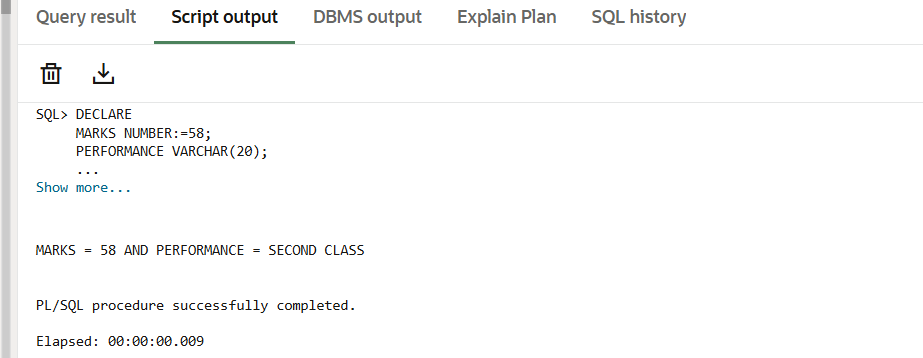 Query result Script output DBMS output Explain Plan SQL history
SQL> DECLARE
MARKS NUMBER:=58;
PERFORMANCE VARCHAR(20);
...
Show more...
MARKS = 58 AND PERFORMANCE = SECOND CLASS
PL/SQL procedure successfully completed.
Elapsed: 00:00:00.009